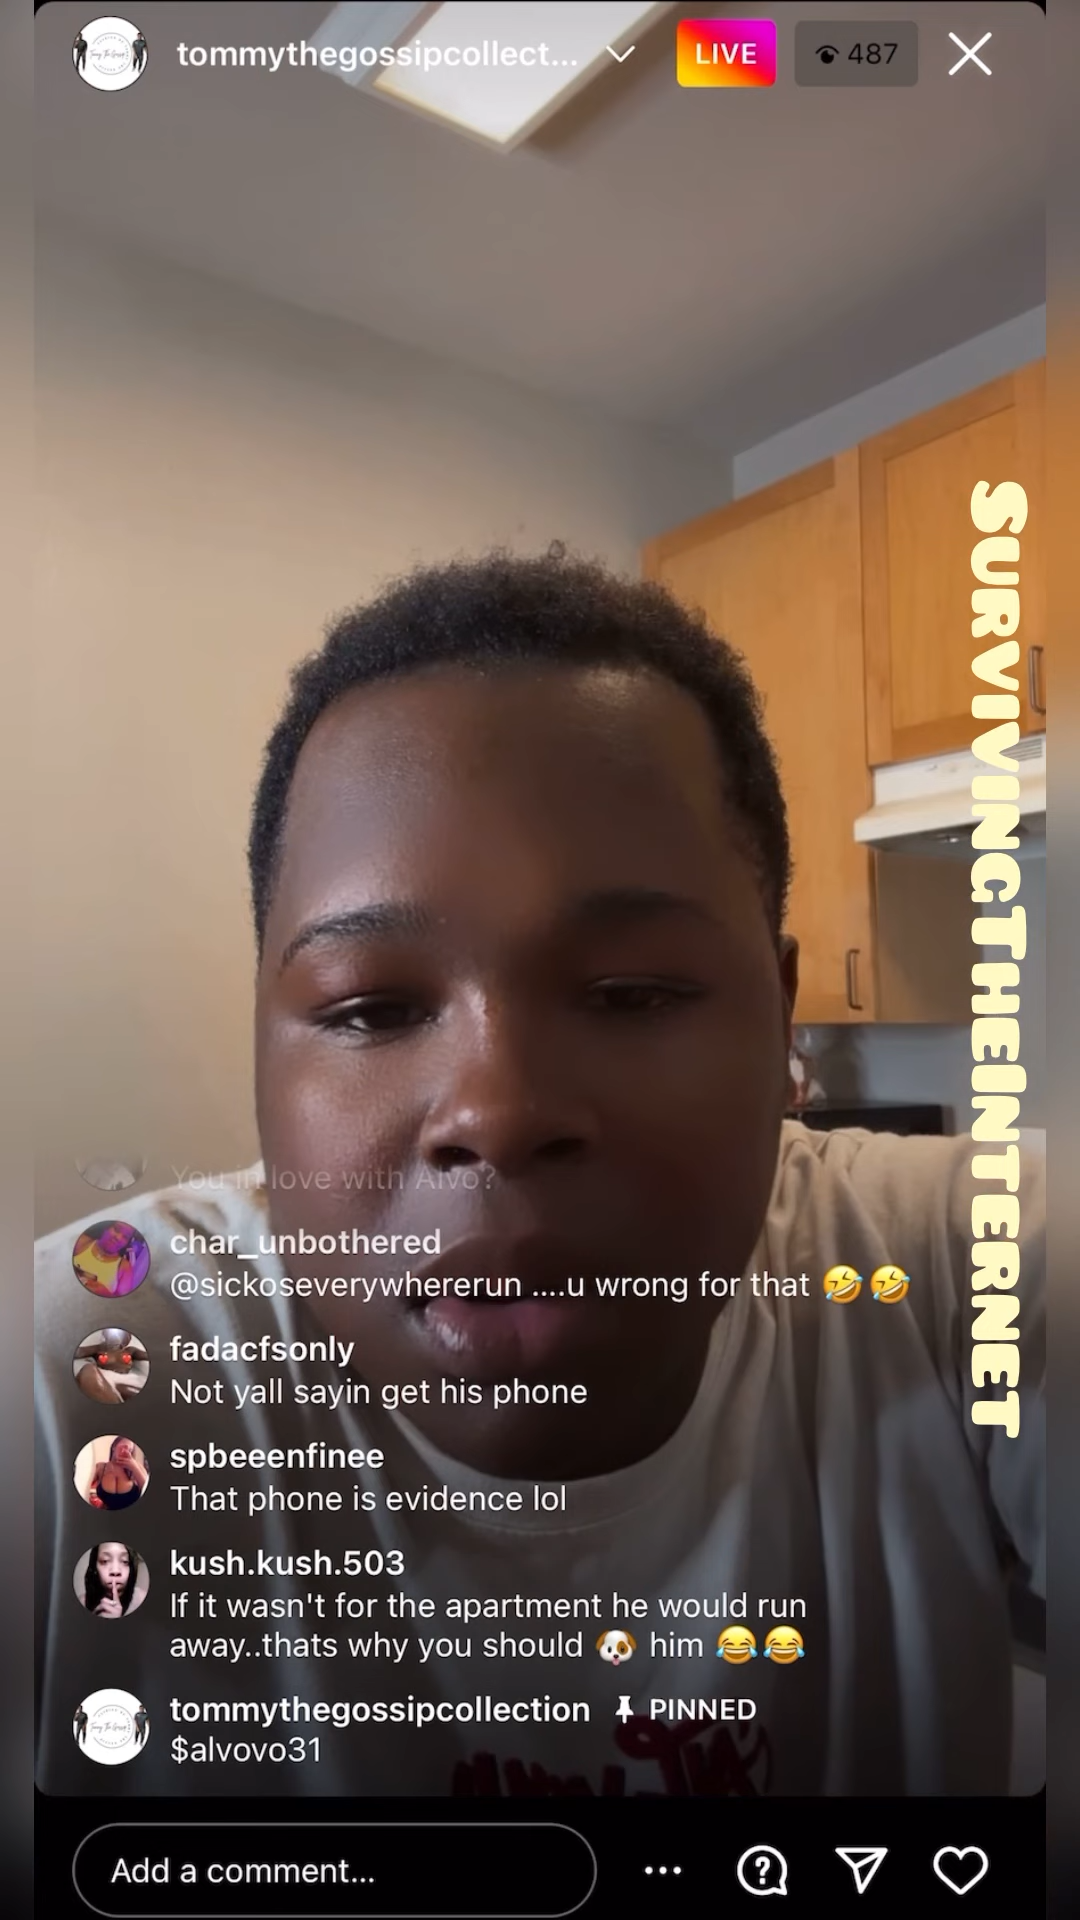 tommythegossipcollect...
LIVE
487
SURVIVINGTHEINTERNET
You in love with Alvo?
char_unbothered
@sickoseverywhererun ....u wrong for that 🤣🤣
fadacfsonly
Not yall sayin get his phone
spbeeenfinee
That phone is evidence lol
kush.kush.503
If it wasn't for the apartment he would run
away..thats why you should 🐶 him 😂😂
tommythegossipcollection PINNED
$alvovo31
Add a comment...